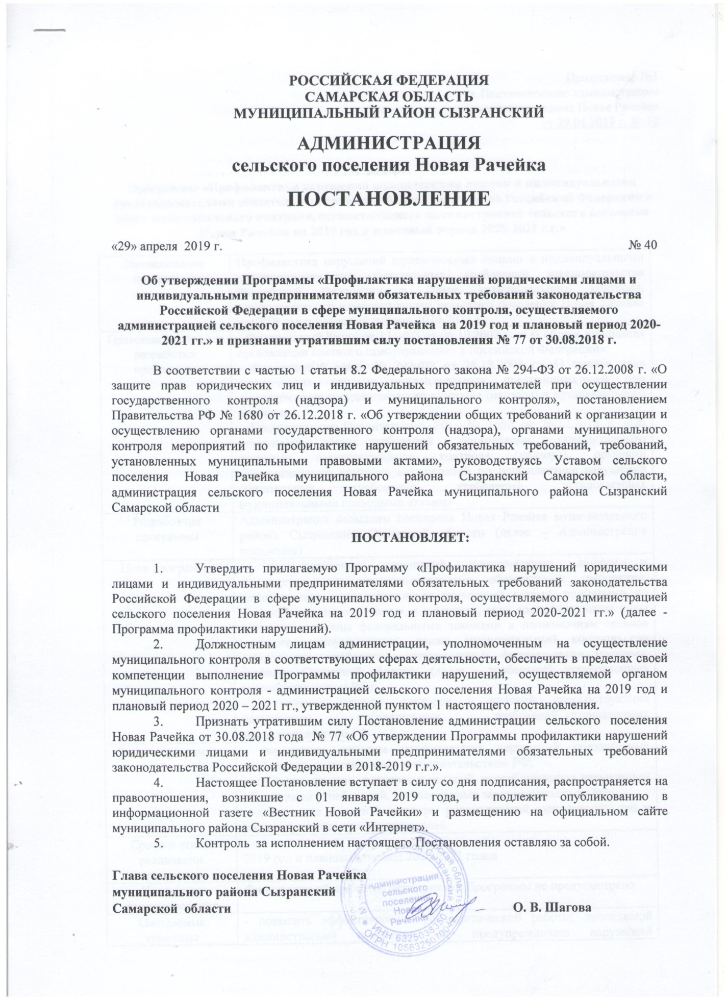 РОССИЙСКАЯ ФЕДЕРАЦИЯ
САМАРСКАЯ ОБЛАСТЬ
МУНИЦИПАЛЬНЫЙ РАЙОН СЫЗРАНСКИЙ
АДМИНИСТРАЦИЯ
сельского поселения Новая Рачейка
ПОСТАНОВЛЕНИЕ
«29» апреля 2019 г. № 40
Об утверждении Программы «Профилактика нарушений юридическими лицами и
индивидуальными предпринимателями обязательных требований законодательства
Российской Федерации в сфере муниципального контроля, осуществляемого
администрацией сельского поселения Новая Рачейка на 2019 год и плановый период 2020-
2021 гг.» и признании утратившим силу постановления № 77 от 30.08.2018 г.
В соответствии с частью 1 статьи 8.2 Федерального закона № 294-ФЗ от 26.12.2008 г. «О
защите прав юридических лиц и индивидуальных предпринимателей при осуществлении
государственного контроля (надзора) и муниципального контроля», постановлением
Правительства РФ № 1680 от 26.12.2018 г. «Об утверждении общих требований к организации и
осуществлению органами государственного контроля (надзора), органами муниципального
контроля мероприятий по профилактике нарушений обязательных требований, требований,
установленных муниципальными правовыми актами», руководствуясь Уставом сельского
поселения Новая Рачейка муниципального района Сызранский Самарской области,
администрация сельского поселения Новая Рачейка муниципального района Сызранский
Самарской области
ПОСТАНОВЛЯЕТ:
1. Утвердить прилагаемую Программу «Профилактика нарушений юридическими
лицами и индивидуальными предпринимателями обязательных требований законодательства
Российской Федерации в сфере муниципального контроля, осуществляемого администрацией
сельского поселения Новая Рачейка на 2019 год и плановый период 2020-2021 гг.» (далее -
Программа профилактики нарушений).
2. Должностным лицам администрации, уполномоченным на осуществление
муниципального контроля в соответствующих сферах деятельности, обеспечить в пределах своей
компетенции выполнение Программы профилактики нарушений, осуществляемой органом
муниципального контроля - администрацией сельского поселения Новая Рачейка на 2019 год и
плановый период 2020 – 2021 гг., утвержденной пунктом 1 настоящего постановления.
3. Признать утратившим силу Постановление администрации сельского поселения
Новая Рачейка от 30.08.2018 года № 77 «Об утверждении Программы профилактики нарушений
юридическими лицами и индивидуальными предпринимателями обязательных требований
законодательства Российской Федерации в 2018-2019 г.г.».
4. Настоящее Постановление вступает в силу со дня подписания, распространяется на
правоотношения, возникшие с 01 января 2019 года, и подлежит опубликованию в
информационной газете «Вестник Новой Рачейки» и размещению на официальном сайте
муниципального района Сызранский в сети «Интернет».
5. Контроль за исполнением настоящего Постановления оставляю за собой.
Глава сельского поселения Новая Рачейка
муниципального района Сызранский
Самарской области О. В. Шагова
район Сызранский
Самарская область
Администрация
сельского
поселения
Новая
Рачейка
ИНН 6325038350
ОГРН 1056325070042